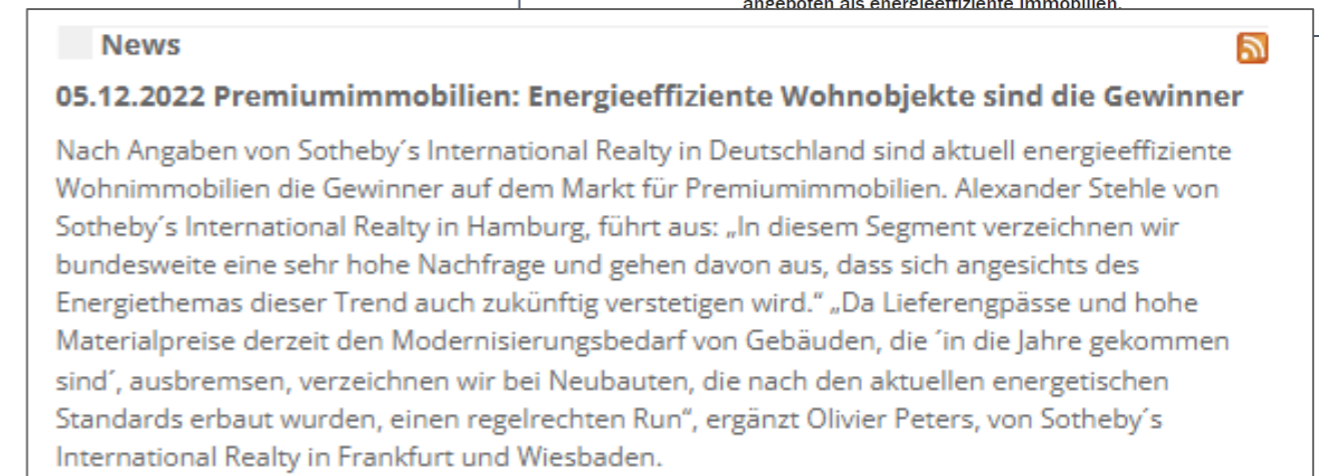 angeboten als energieeffiziente Immobilien.
News
05.12.2022 Premiumimmobilien: Energieeffiziente Wohnobjekte sind die Gewinner
Nach Angaben von Sotheby´s International Realty in Deutschland sind aktuell energieeffiziente
Wohnimmobilien die Gewinner auf dem Markt für Premiumimmobilien. Alexander Stehle von
Sotheby´s International Realty in Hamburg, führt aus: „In diesem Segment verzeichnen wir
bundesweite eine sehr hohe Nachfrage und gehen davon aus, dass sich angesichts des
Energiethemas dieser Trend auch zukünftig verstetigen wird.“ „Da Lieferengpässe und hohe
Materialpreise derzeit den Modernisierungsbedarf von Gebäuden, die ´in die Jahre gekommen
sind´, ausbremsen, verzeichnen wir bei Neubauten, die nach den aktuellen energetischen
Standards erbaut wurden, einen regelrechten Run“, ergänzt Olivier Peters, von Sotheby´s
International Realty in Frankfurt und Wiesbaden.